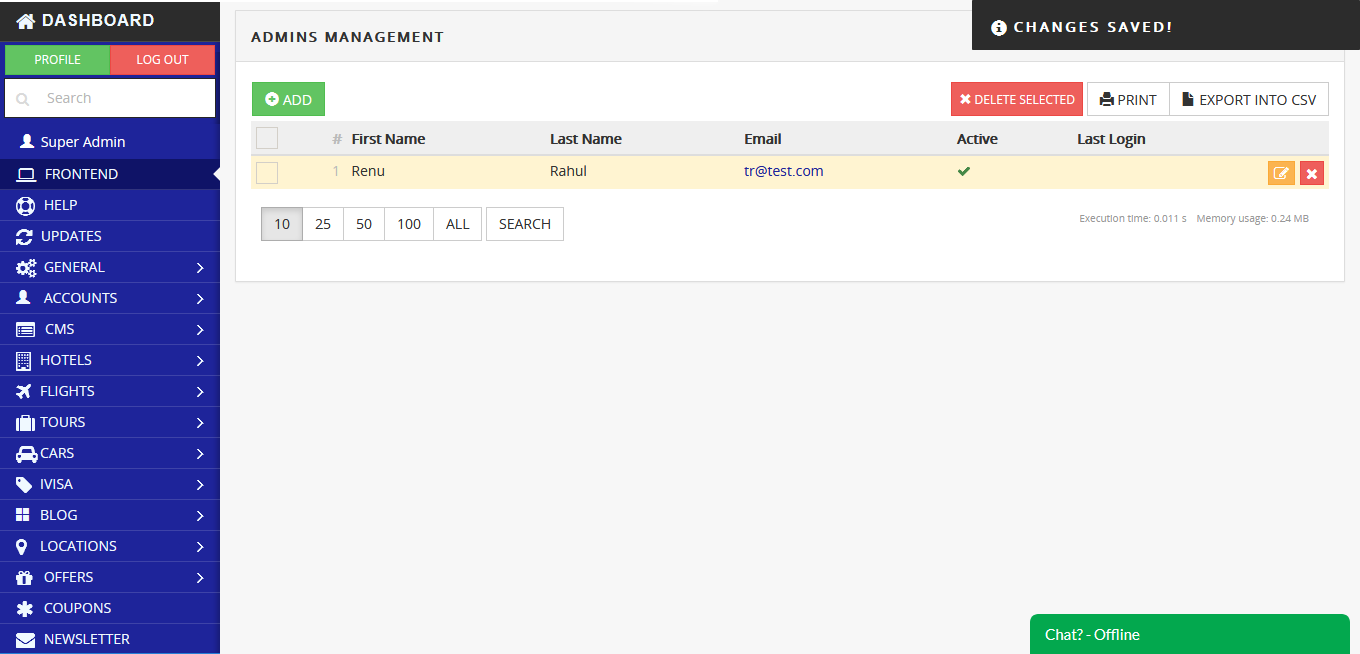 DASHBOARD
PROFILE LOG OUT
Search
Super Admin
FRONTEND
HELP
UPDATES
GENERAL
ACCOUNTS
CMS
HOTELS
FLIGHTS
TOURS
CARS
IVISA
BLOG
LOCATIONS
OFFERS
COUPONS
NEWSLETTER
ADMINS MANAGEMENT
CHANGES SAVED!
ADD
DELETE SELECTED PRINT EXPORT INTO CSV
# First Name Last Name Email Active Last Login
1 Renu Rahul tr@test.com
10 25 50 100 ALL SEARCH
Execution time: 0.011 s Memory usage: 0.24 MB
Chat? - Offline